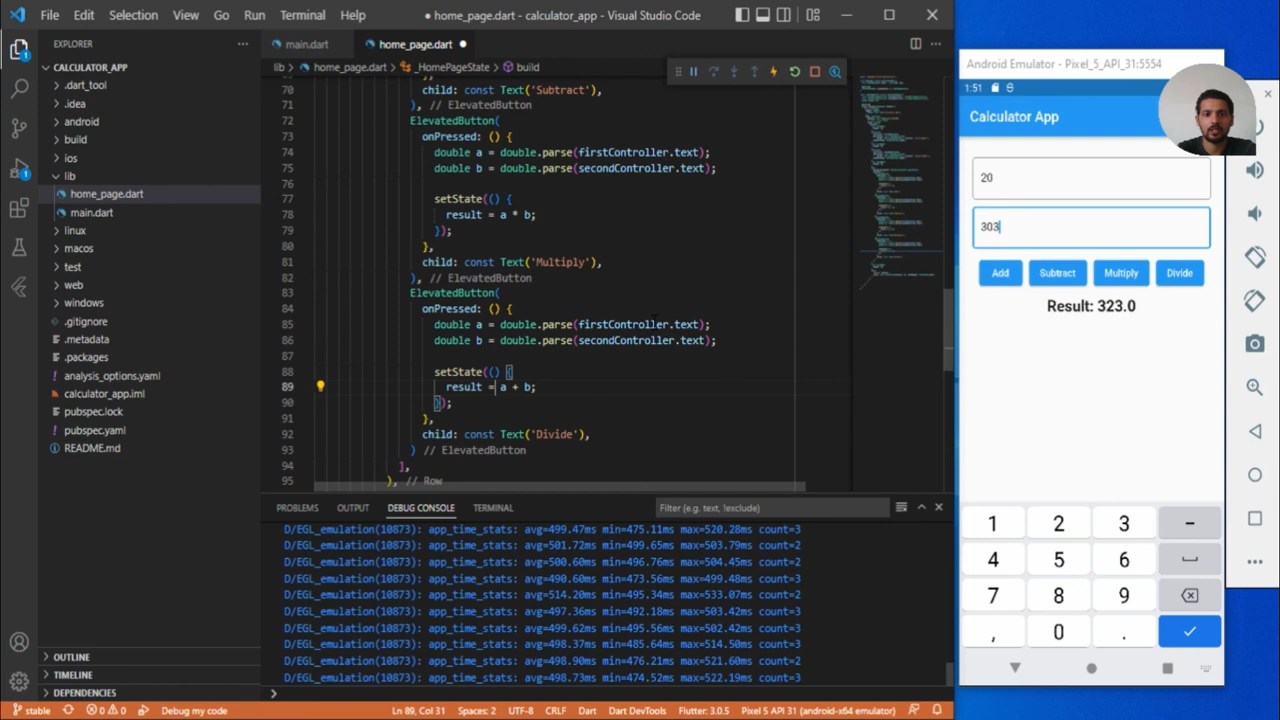 File Edit Selection View Go Run Terminal Help
● home_page.dart - calculator_app - Visual Studio Code
EXPLORER
CALCULATOR_APP
.dart_tool
.idea
android
build
ios
lib
home_page.dart
main.dart
linux
macos
test
web
windows
.gitignore
.metadata
.packages
analysis_options.yaml
calculator_app.iml
pubspec.lock
pubspec.yaml
README.md
OUTLINE
TIMELINE
DEPENDENCIES
main.dart home_page.dart
lib > home_page.dart > _HomePageState > build
70 child: const Text('Subtract'),
71 ), // ElevatedButton
72 ElevatedButton(
73 onPressed: () {
74 double a = double.parse(firstController.text);
75 double b = double.parse(secondController.text);
76
77 setState(() {
78 result = a * b;
79 });
80 },
81 child: const Text('Multiply'),
82 ), // ElevatedButton
83 ElevatedButton(
84 onPressed: () {
85 double a = double.parse(firstController.text);
86 double b = double.parse(secondController.text);
87
88 setState(() {
89 result = a + b;
90 });
91 },
92 child: const Text('Divide'),
93 ) // ElevatedButton
94 ],
95 ), // Row
PROBLEMS OUTPUT DEBUG CONSOLE TERMINAL
Filter (e.g. text, !exclude)
D/EGL_emulation(10873): app_time_stats: avg=499.47ms min=475.11ms max=520.28ms count=3
D/EGL_emulation(10873): app_time_stats: avg=501.72ms min=499.65ms max=503.79ms count=2
D/EGL_emulation(10873): app_time_stats: avg=500.60ms min=496.76ms max=504.45ms count=2
D/EGL_emulation(10873): app_time_stats: avg=490.60ms min=473.56ms max=499.48ms count=3
D/EGL_emulation(10873): app_time_stats: avg=514.20ms min=495.34ms max=533.07ms count=2
D/EGL_emulation(10873): app_time_stats: avg=497.36ms min=492.18ms max=503.42ms count=3
D/EGL_emulation(10873): app_time_stats: avg=499.62ms min=495.56ms max=502.42ms count=3
D/EGL_emulation(10873): app_time_stats: avg=498.37ms min=485.64ms max=514.50ms count=3
D/EGL_emulation(10873): app_time_stats: avg=498.90ms min=476.21ms max=521.60ms count=2
D/EGL_emulation(10873): app_time_stats: avg=498.73ms min=474.52ms max=522.19ms count=2
stable 0 0 Debug my code Ln 89, Col 31 Spaces: 2 UTF-8 CRLF Dart Dart DevTools Flutter: 3.0.5 Pixel 5 API 31 (android-x64 emulator)
Android Emulator - Pixel_5_API_31:5554
1:51
Calculator App
20
303
Add Subtract Multiply Divide
Result: 323.0
1 2 3 -
4 5 6
7 8 9
, 0 .